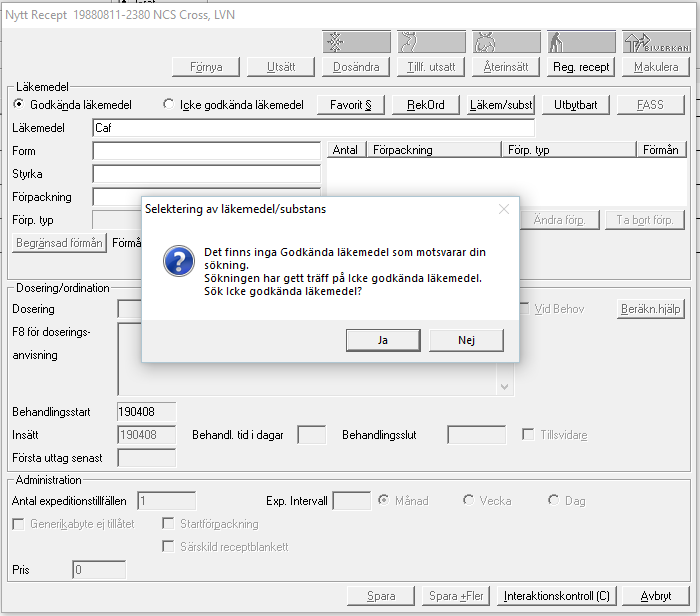 Nytt Recept 19880811-2380 NCS Cross, LVN
BIVERKAN
Förnya Utsätt Dosändra Tillf. utsatt Återinsätt Reg. recept Makulera
Läkemedel
Godkända läkemedel Icke godkända läkemedel Favorit § RekOrd Läkem/subst Utbytbart FASS
Läkemedel Caf
Form Antal Förpackning Förp. typ Förmån
Styrka
Förpackning
Förp. typ Ändra förp. Ta bort förp.
Begränsad förmån Förmå
Selektering av läkemedel/substans
Det finns inga Godkända läkemedel som motsvarar din
sökning.
Sökningen har gett träff på Icke godkända läkemedel.
Sök Icke godkända läkemedel?
Ja Nej
Dosering/ordination
Dosering Vid Behov Beräkn.hjälp
F8 för doserings-
anvisning
Behandlingsstart 190408
Insätt 190408 Behandl. tid i dagar Behandlingsslut Tillsvidare
Första uttag senast
Administration
Antal expeditionstillfällen 1 Exp. Intervall Månad Vecka Dag
Generikabyte ej tillåtet Startförpackning
Särskild receptblankett
Pris 0
Spara Spara +Fler Interaktionskontroll (C) Avbryt